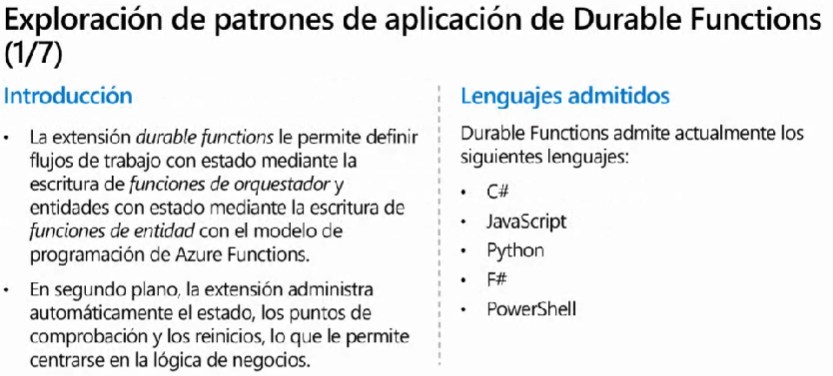 Exploración de patrones de aplicación de Durable Functions
(1/7)
Introducción
• La extensión durable functions le permite definir
flujos de trabajo con estado mediante la
escritura de funciones de orquestador y
entidades con estado mediante la escritura de
funciones de entidad con el modelo de
programación de Azure Functions.
• En segundo plano, la extensión administra
automáticamente el estado, los puntos de
comprobación y los reinicios, lo que le permite
centrarse en la lógica de negocios.
Lenguajes admitidos
Durable Functions admite actualmente los
siguientes lenguajes:
• C#
• JavaScript
• Python
• F#
• PowerShell